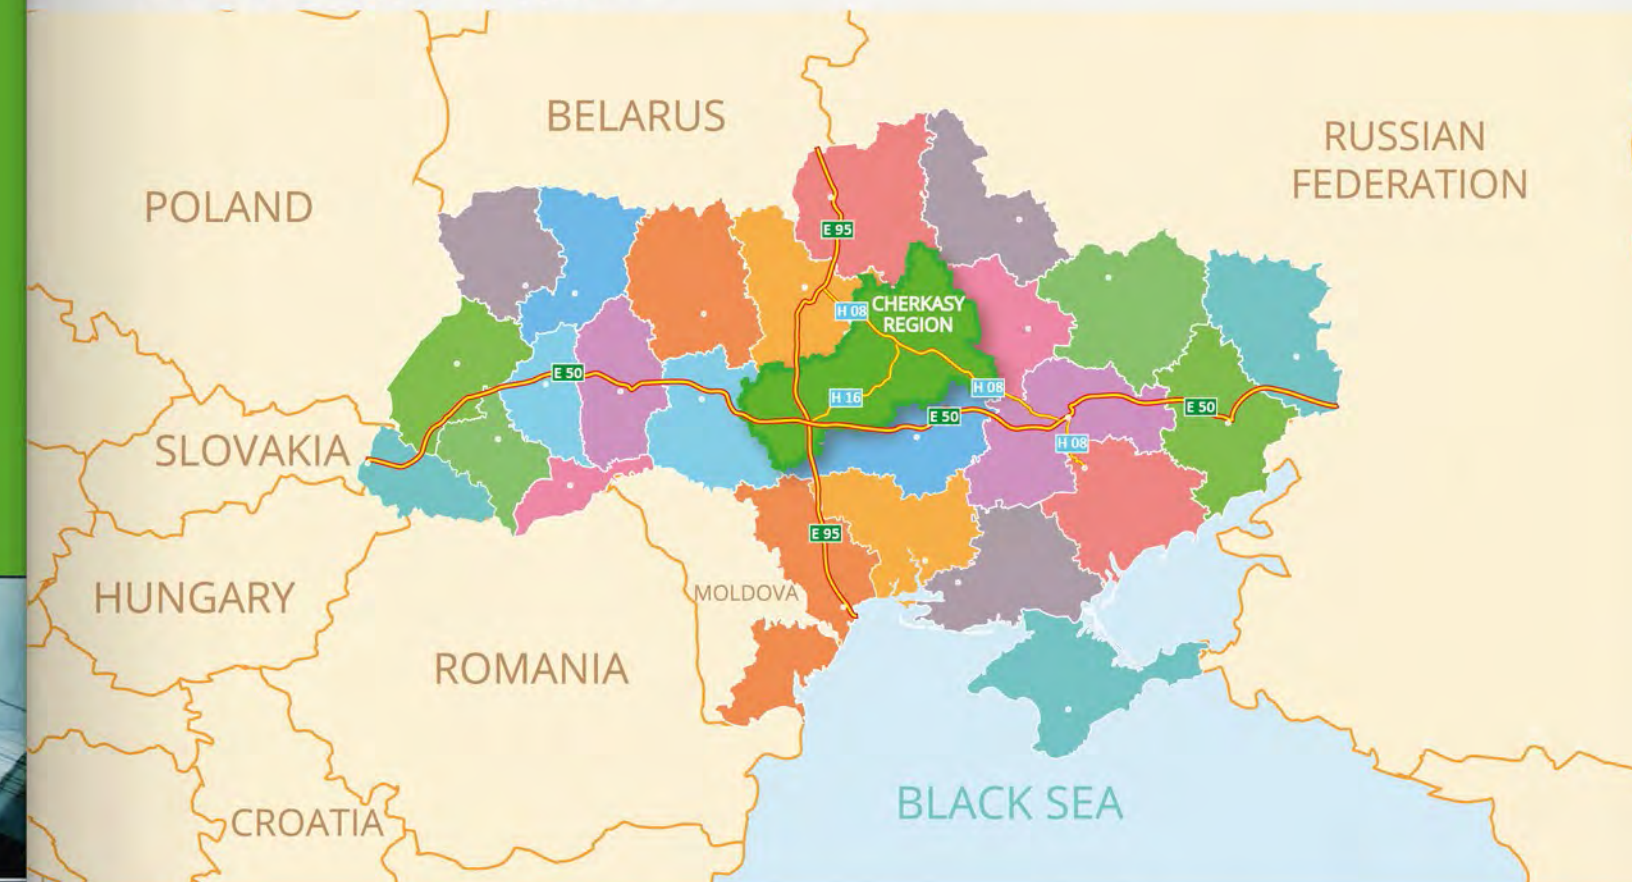 BELARUS
RUSSIAN
FEDERATION
POLAND
E 95
CHERKASY
REGION
H 08
E 50
H 16
H 08
E 50
E 50
H 08
SLOVAKIA
E 95
HUNGARY
MOLDOVA
ROMANIA
BLACK SEA
CROATIA